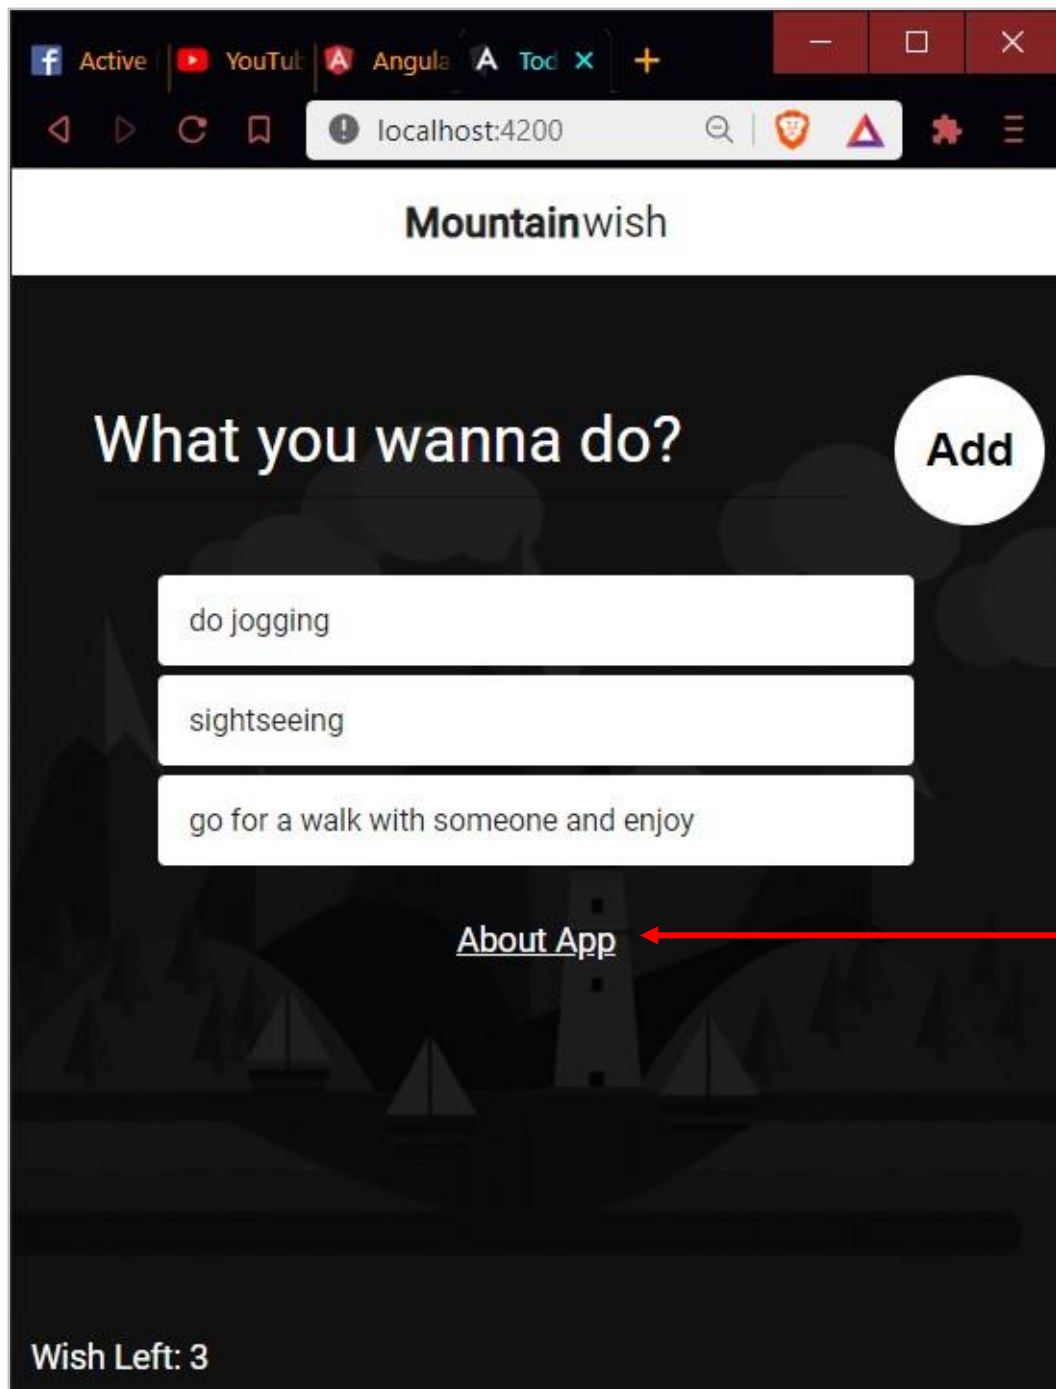 Active YouTub Angula Tod
localhost:4200
Mountainwish
What you wanna do?
Add
do jogging
sightseeing
go for a walk with someone and enjoy
About App
Wish Left: 3